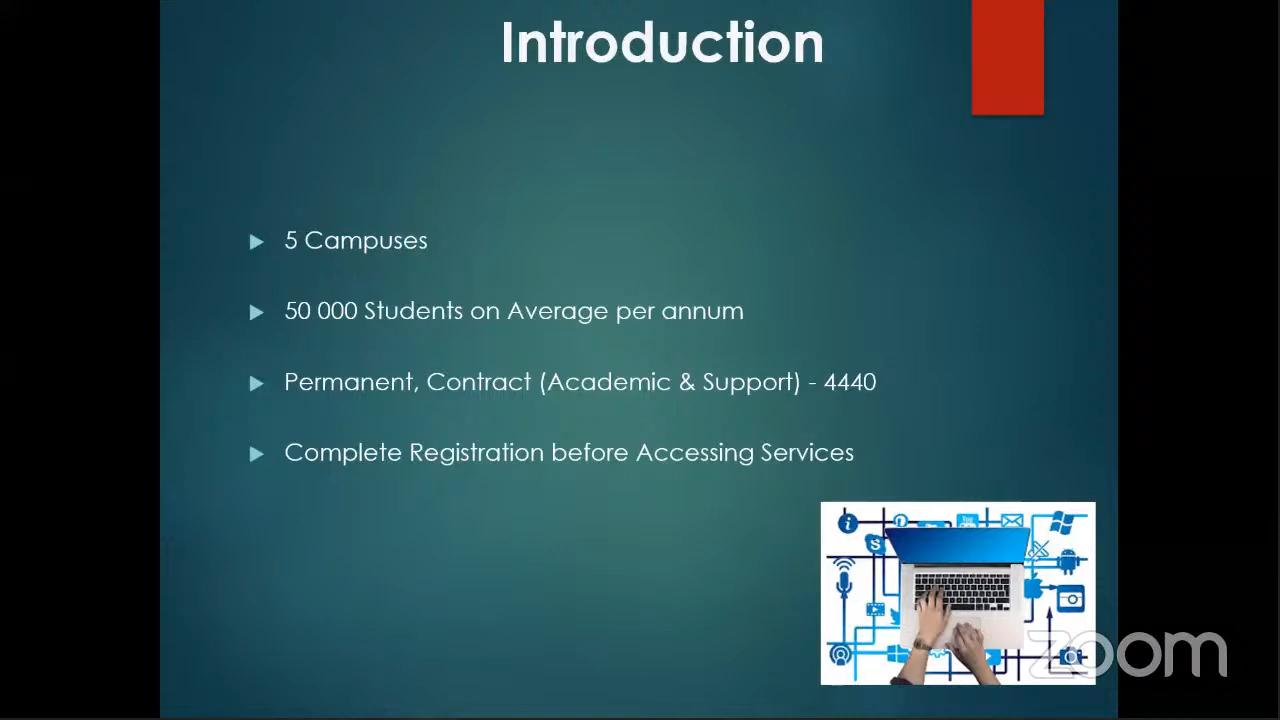 Introduction
5 Campuses
50 000 Students on Average per annum
Permanent, Contract (Academic & Support) - 4440
Complete Registration before Accessing Services
zoom